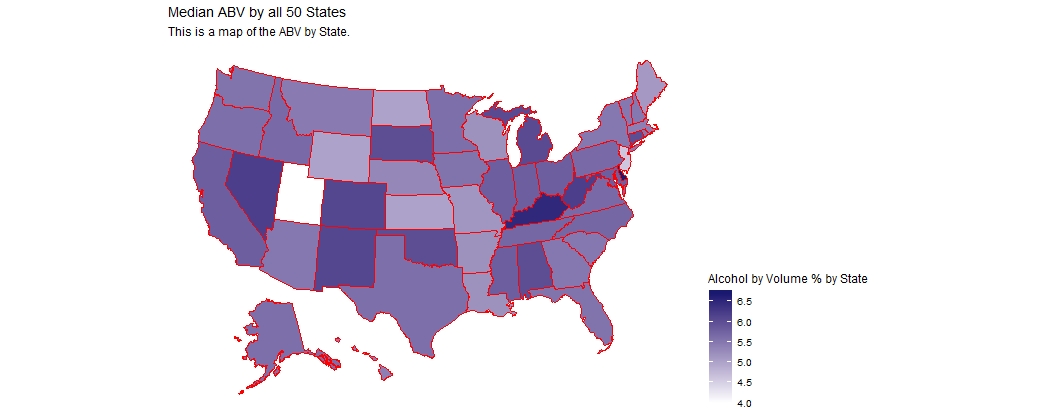 Median ABV by all 50 States
This is a map of the ABV by State.
Alcohol by Volume % by State
6.5
6.0
5.5
5.0
4.5
4.0